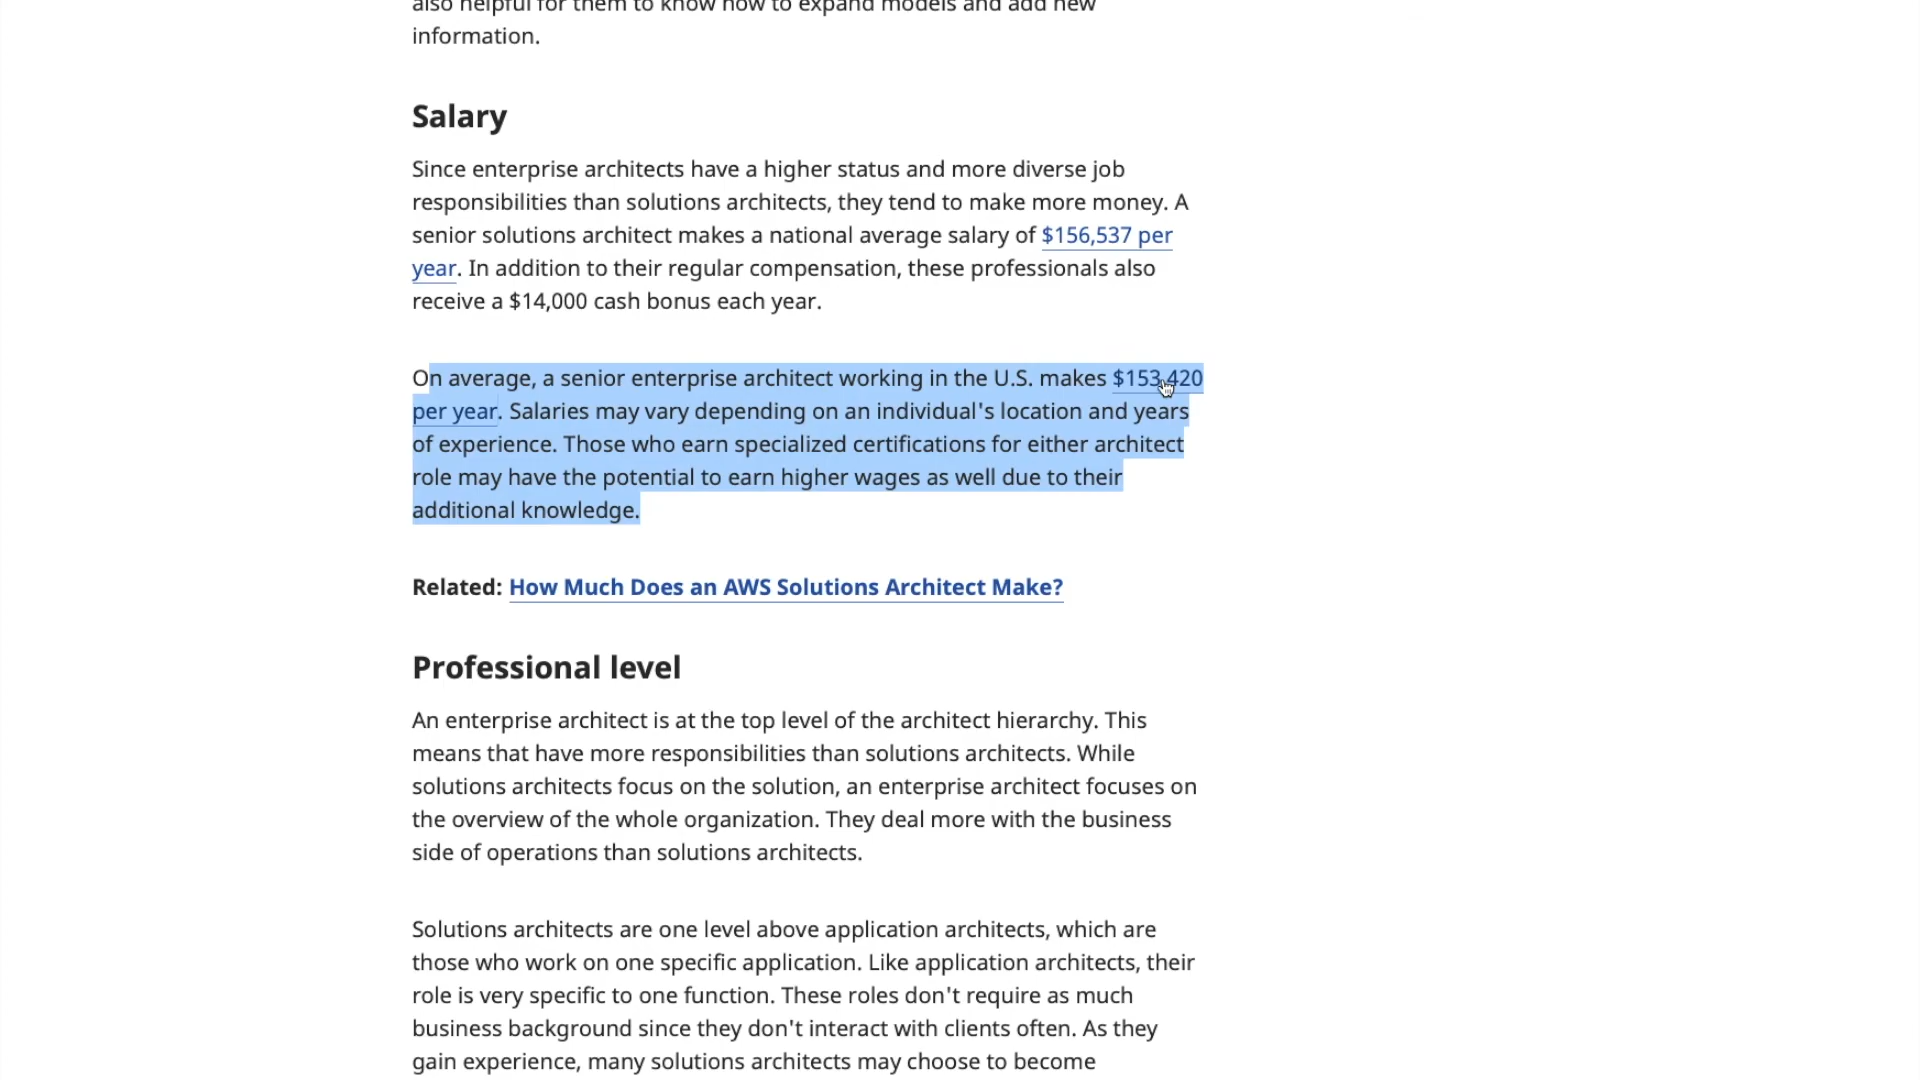 also helpful for them to know how to expand models and add new
information.
Salary
Since enterprise architects have a higher status and more diverse job
responsibilities than solutions architects, they tend to make more money. A
senior solutions architect makes a national average salary of $156,537 per
year. In addition to their regular compensation, these professionals also
receive a $14,000 cash bonus each year.
On average, a senior enterprise architect working in the U.S. makes $153,420
per year. Salaries may vary depending on an individual's location and years
of experience. Those who earn specialized certifications for either architect
role may have the potential to earn higher wages as well due to their
additional knowledge.
Related: How Much Does an AWS Solutions Architect Make?
Professional level
An enterprise architect is at the top level of the architect hierarchy. This
means that have more responsibilities than solutions architects. While
solutions architects focus on the solution, an enterprise architect focuses on
the overview of the whole organization. They deal more with the business
side of operations than solutions architects.
Solutions architects are one level above application architects, which are
those who work on one specific application. Like application architects, their
role is very specific to one function. These roles don't require as much
business background since they don't interact with clients often. As they
gain experience, many solutions architects may choose to become